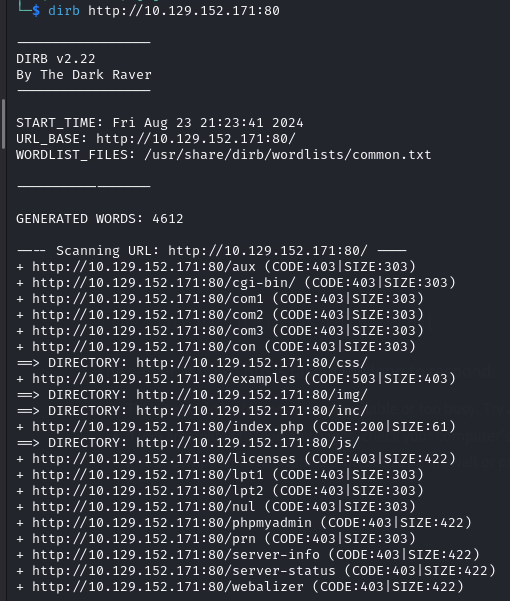 └─$ dirb http://10.129.152.171:80
-----------------
DIRB v2.22
By The Dark Raver
-----------------
START_TIME: Fri Aug 23 21:23:41 2024
URL_BASE: http://10.129.152.171:80/
WORDLIST_FILES: /usr/share/dirb/wordlists/common.txt
-----------------
GENERATED WORDS: 4612
---- Scanning URL: http://10.129.152.171:80/ ----
+ http://10.129.152.171:80/aux (CODE:403|SIZE:303)
+ http://10.129.152.171:80/cgi-bin/ (CODE:403|SIZE:303)
+ http://10.129.152.171:80/com1 (CODE:403|SIZE:303)
+ http://10.129.152.171:80/com2 (CODE:403|SIZE:303)
+ http://10.129.152.171:80/com3 (CODE:403|SIZE:303)
+ http://10.129.152.171:80/con (CODE:403|SIZE:303)
==> DIRECTORY: http://10.129.152.171:80/css/
+ http://10.129.152.171:80/examples (CODE:503|SIZE:403)
==> DIRECTORY: http://10.129.152.171:80/img/
==> DIRECTORY: http://10.129.152.171:80/inc/
+ http://10.129.152.171:80/index.php (CODE:200|SIZE:61)
==> DIRECTORY: http://10.129.152.171:80/js/
+ http://10.129.152.171:80/licenses (CODE:403|SIZE:422)
+ http://10.129.152.171:80/lpt1 (CODE:403|SIZE:303)
+ http://10.129.152.171:80/lpt2 (CODE:403|SIZE:303)
+ http://10.129.152.171:80/nul (CODE:403|SIZE:303)
+ http://10.129.152.171:80/phpmyadmin (CODE:403|SIZE:422)
+ http://10.129.152.171:80/prn (CODE:403|SIZE:303)
+ http://10.129.152.171:80/server-info (CODE:403|SIZE:422)
+ http://10.129.152.171:80/server-status (CODE:403|SIZE:422)
+ http://10.129.152.171:80/webalizer (CODE:403|SIZE:422)